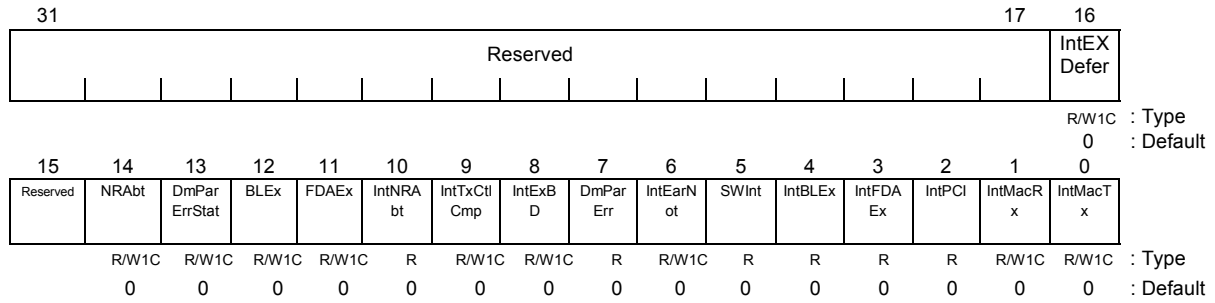 31 17 16
Reserved IntEX
Defer
R/W1C : Type
0 : Default
15 14 13 12 11 10 9 8 7 6 5 4 3 2 1 0
Reserved NRAbt DmPar BLEx FDAEx IntNRA IntTxCtl IntExB DmPar IntEarN SWInt IntBLEx IntFDA IntPCI IntMacR IntMacT
ErrStat bt Cmp D Err ot Ex x x
R/W1C R/W1C R/W1C R/W1C R R/W1C R/W1C R R/W1C R R R R R/W1C R/W1C : Type
0 0 0 0 0 0 0 0 0 0 0 0 0 0 0 : Default